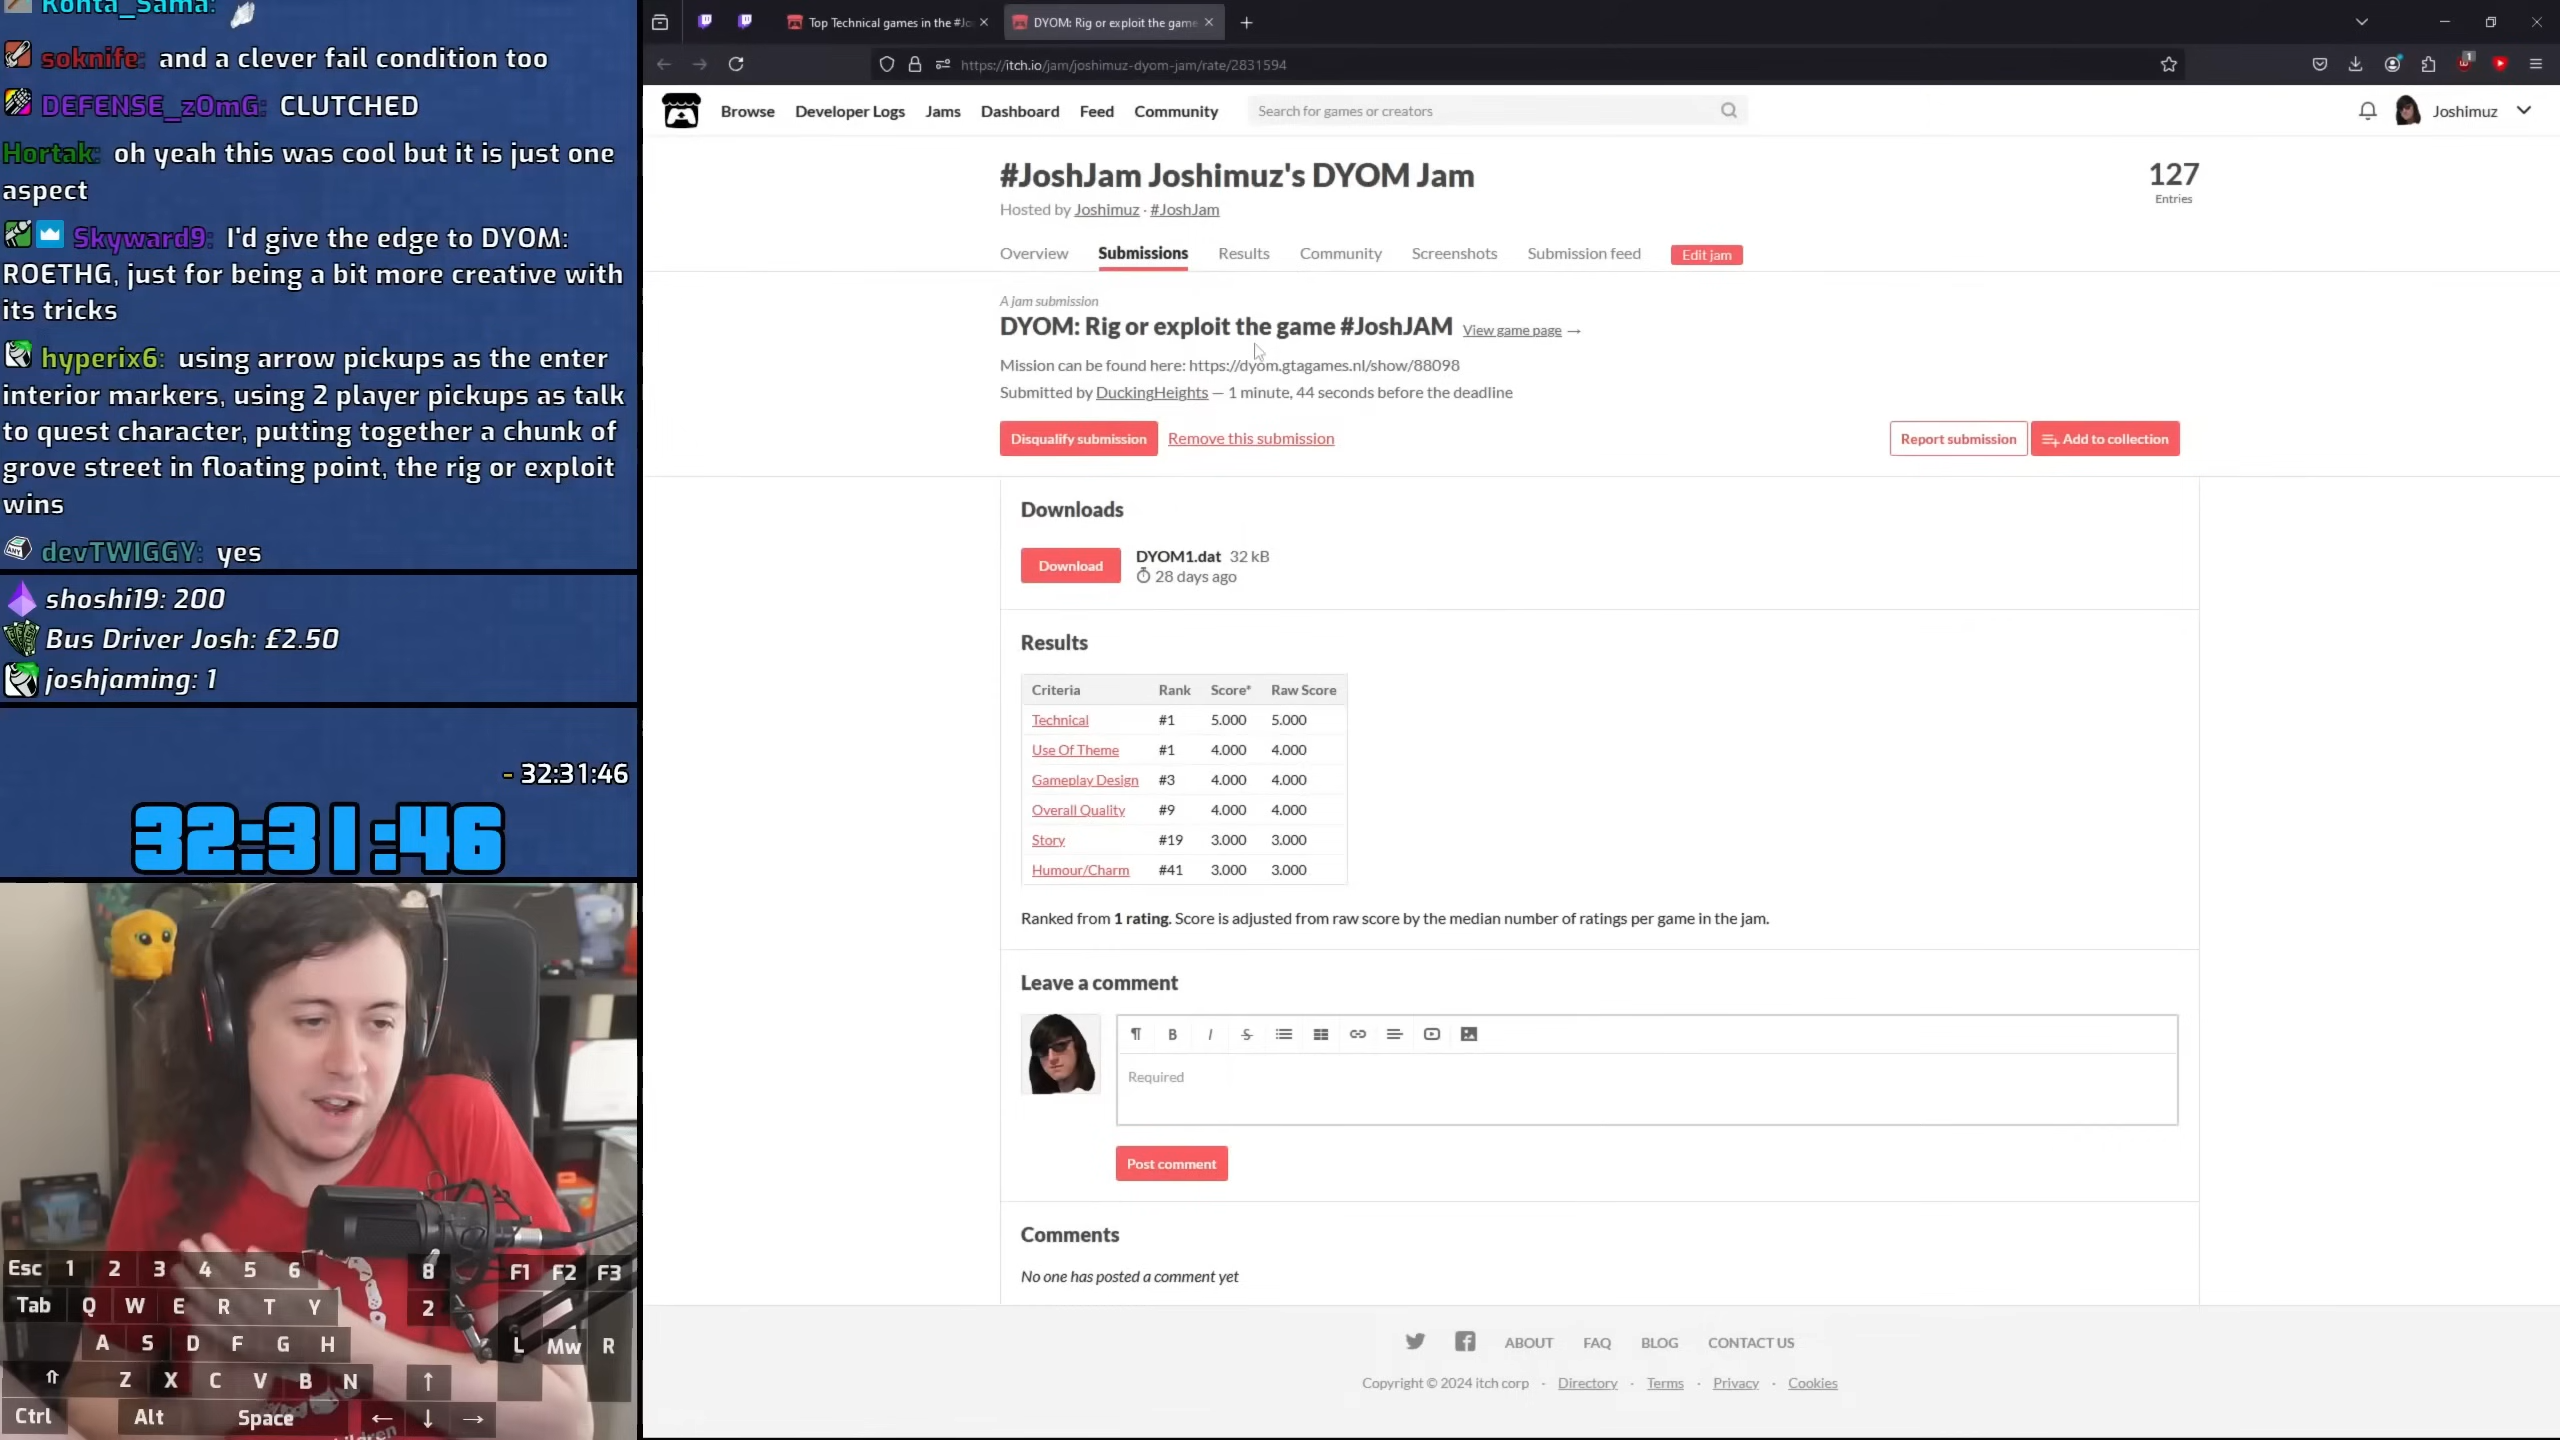 Konta_Sama:
soknife: and a clever fail condition too
DEFENSE_zOmG: CLUTCHED
Hortak: oh yeah this was cool but it is just one
aspect
Skyward9: I'd give the edge to DYOM:
ROETHG, just for being a bit more creative with
its tricks
hyperix6: using arrow pickups as the enter
interior markers, using 2 player pickups as talk
to quest character, putting together a chunk of
grove street in floating point, the rig or exploit
wins
devTWIGGY: yes
shoshi19: 200
Bus Driver Josh: £2.50
joshjaming: 1
- 32:31:46
32:31:46
Esc 1 2 3 4 5 6 8 F1 F2 F3
Tab Q W E R T Y 2
A S D F G H L Mw R
⇧ Z X C V B N ↑
Ctrl Alt Space ← ↓ →
Top Technical games in the #Jo
DYOM: Rig or exploit the game
https://itch.io/jam/joshimuz-dyom-jam/rate/2831594
1
Browse Developer Logs Jams Dashboard Feed Community Search for games or creators Joshimuz
#JoshJam Joshimuz's DYOM Jam
Hosted by Joshimuz · #JoshJam
127
Entries
Overview Submissions Results Community Screenshots Submission feed Edit jam
A jam submission
DYOM: Rig or exploit the game #JoshJAM View game page →
Mission can be found here: https://dyom.gtagames.nl/show/88098
Submitted by DuckingHeights — 1 minute, 44 seconds before the deadline
Disqualify submission Remove this submission Report submission Add to collection
Downloads
Download DYOM1.dat 32 kB
28 days ago
Results
Criteria Rank Score* Raw Score
Technical #1 5.000 5.000
Use Of Theme #1 4.000 4.000
Gameplay Design #3 4.000 4.000
Overall Quality #9 4.000 4.000
Story #19 3.000 3.000
Humour/Charm #41 3.000 3.000
Ranked from 1 rating. Score is adjusted from raw score by the median number of ratings per game in the jam.
Leave a comment
¶ B I S
Required
Post comment
Comments
No one has posted a comment yet
ABOUT FAQ BLOG CONTACT US
Copyright © 2024 itch corp · Directory · Terms · Privacy · Cookies